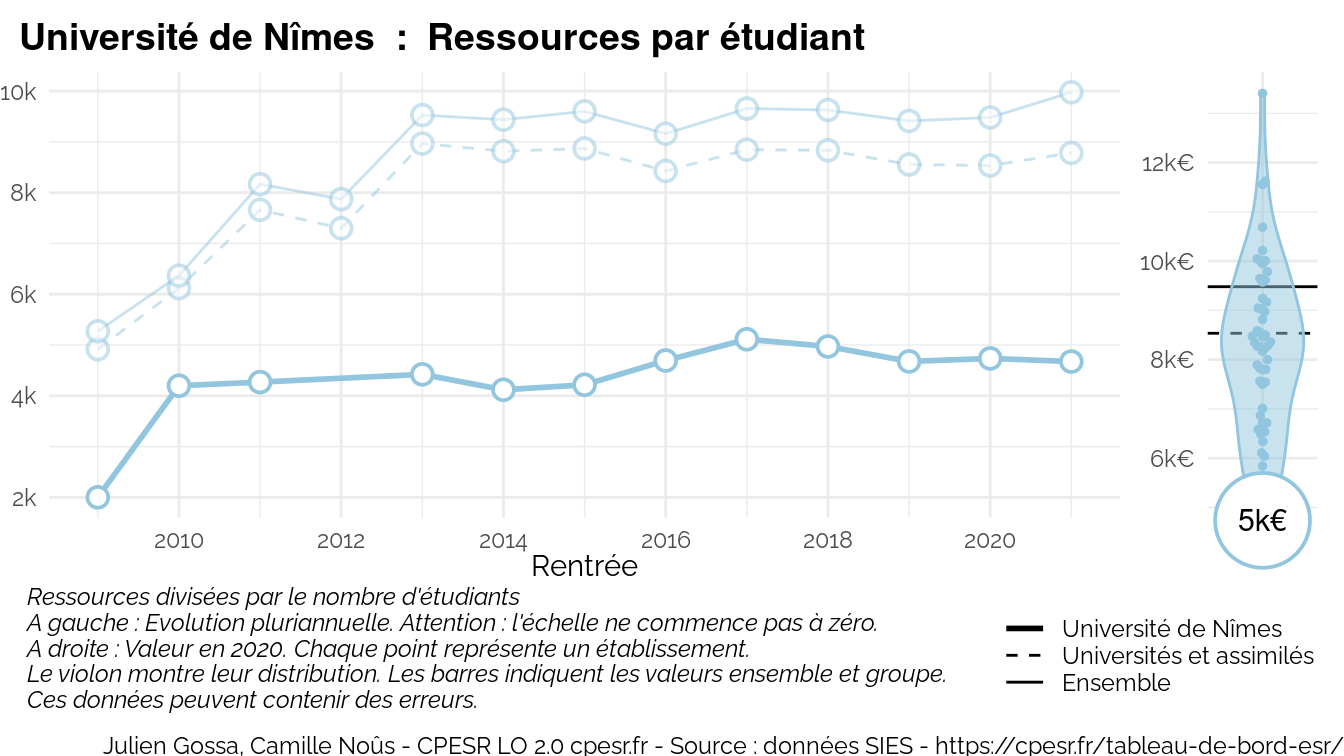 Université de Nîmes : Ressources par étudiant
10k
8k
6k
4k
2k
2010
2012
2014
2016
2018
2020
Rentrée
12k€
10k€
8k€
6k€
5k€
Ressources divisées par le nombre d'étudiants
A gauche : Evolution pluriannuelle. Attention : l'échelle ne commence pas à zéro.
A droite : Valeur en 2020. Chaque point représente un établissement.
Le violon montre leur distribution. Les barres indiquent les valeurs ensemble et groupe.
Ces données peuvent contenir des erreurs.
Université de Nîmes
Universités et assimilés
Ensemble
Julien Gossa, Camille Noûs - CPESR LO 2.0 cpesr.fr - Source : données SIES - https://cpesr.fr/tableau-de-bord-esr/